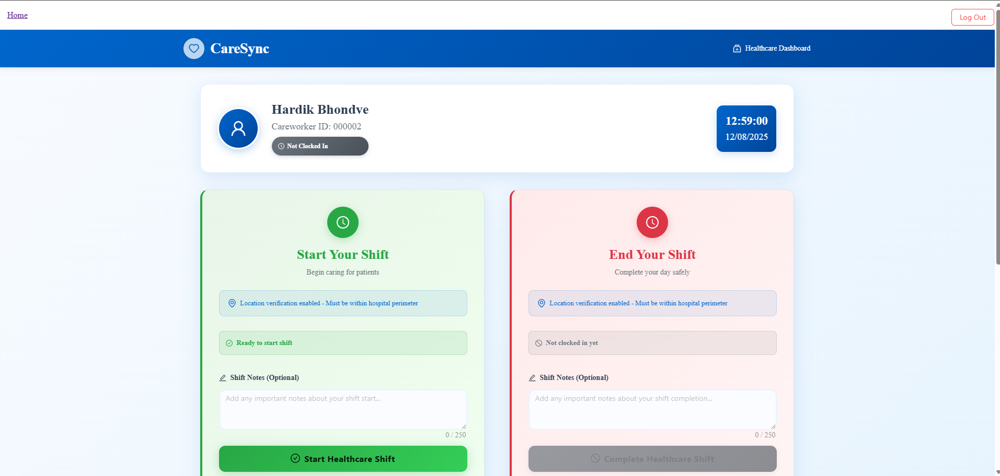 Home
Log Out
CareSync
Healthcare Dashboard
Hardik Bhondve
Careworker ID: 000002
Not Clocked In
12:59:00
12/08/2025
Start Your Shift
Begin caring for patients
Location verification enabled - Must be within hospital perimeter
Ready to start shift
Shift Notes (Optional)
Add any important notes about your shift start...
0 / 250
Start Healthcare Shift
End Your Shift
Complete your day safely
Location verification enabled - Must be within hospital perimeter
Not clocked in yet
Shift Notes (Optional)
Add any important notes about your shift completion...
0 / 250
Complete Healthcare Shift